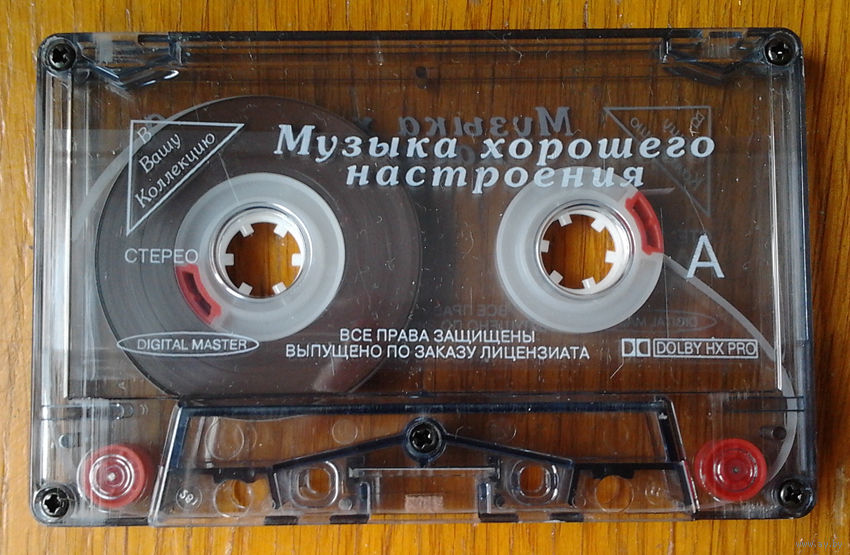 В Вашу
Коллекцию
Музыка хорошего
настроения
СТЕРЕО
A
DIGITAL MASTER
ВСЕ ПРАВА ЗАЩИЩЕНЫ
ВЫПУЩЕНО ПО ЗАКАЗУ ЛИЦЕНЗИАТА
DOLBY HX PRO